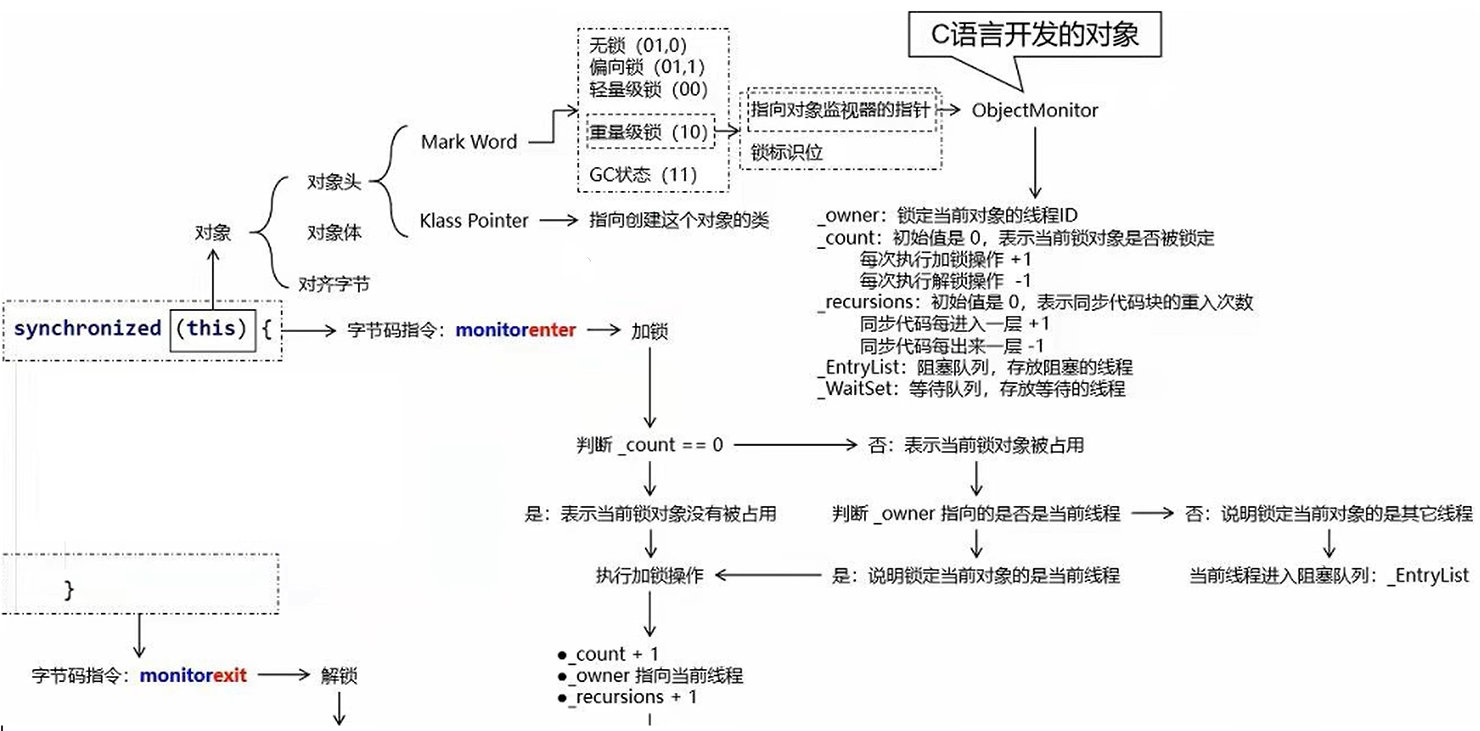 C语言开发的对象
无锁（01,0）
偏向锁（01,1）
轻量级锁（00）
重量级锁（10）
GC状态（11）
指向对象监视器的指针
锁标识位
ObjectMonitor
Mark Word
对象头
Klass Pointer
指向创建这个对象的类
对象
对象体
对齐字节
_owner：锁定当前对象的线程ID
_count：初始值是 0，表示当前锁对象是否被锁定
每次执行加锁操作 +1
每次执行解锁操作 -1
_recursions：初始值是 0，表示同步代码块的重入次数
同步代码每进入一层 +1
同步代码每出来一层 -1
_EntryList：阻塞队列，存放阻塞的线程
_WaitSet：等待队列，存放等待的线程
synchronized (this) {
字节码指令：monitorenter
加锁
判断 _count == 0
否：表示当前锁对象被占用
是：表示当前锁对象没有被占用
判断 _owner 指向的是否是当前线程
否：说明锁定当前对象的是其它线程
执行加锁操作
是：说明锁定当前对象的是当前线程
当前线程进入阻塞队列：_EntryList
}
●_count + 1
●_owner 指向当前线程
●_recursions + 1
字节码指令：monitorexit
解锁